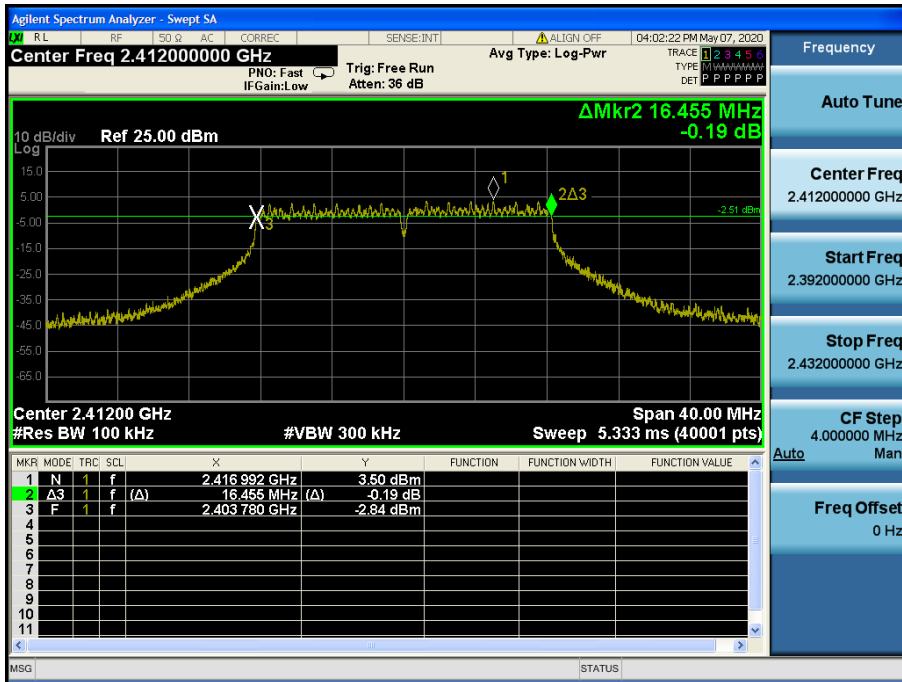 Agilent Spectrum Analyzer - Swept SA
LXI RL RF 50 Ω AC CORREC SENSE:INT ALIGN OFF 04:02:22 PM May 07, 2020
Center Freq 2.412000000 GHz
PNO: Fast
IFGain:Low
Trig: Free Run
Atten: 36 dB
Avg Type: Log-Pwr
TRACE 1 2 3 4 5 6
TYPE MWWWWW
DET P P P P P P
ΔMkr2 16.455 MHz
-0.19 dB
10 dB/div Ref 25.00 dBm
Log
15.0
5.00
-5.00
-15.0
-25.0
-35.0
-45.0
-55.0
-65.0
1
2Δ3
3
-2.51 dBm
Center 2.41200 GHz Span 40.00 MHz
#Res BW 100 kHz #VBW 300 kHz Sweep 5.333 ms (40001 pts)
MKR MODE TRC SCL X Y FUNCTION FUNCTION WIDTH FUNCTION VALUE
1 N 1 f 2.416 992 GHz 3.50 dBm
2 Δ3 1 f (Δ) 16.455 MHz (Δ) -0.19 dB
3 F 1 f 2.403 780 GHz -2.84 dBm
4
5
6
7
8
9
10
11
MSG STATUS
Frequency
Auto Tune
Center Freq
2.412000000 GHz
Start Freq
2.392000000 GHz
Stop Freq
2.432000000 GHz
CF Step
4.000000 MHz
Auto Man
Freq Offset
0 Hz